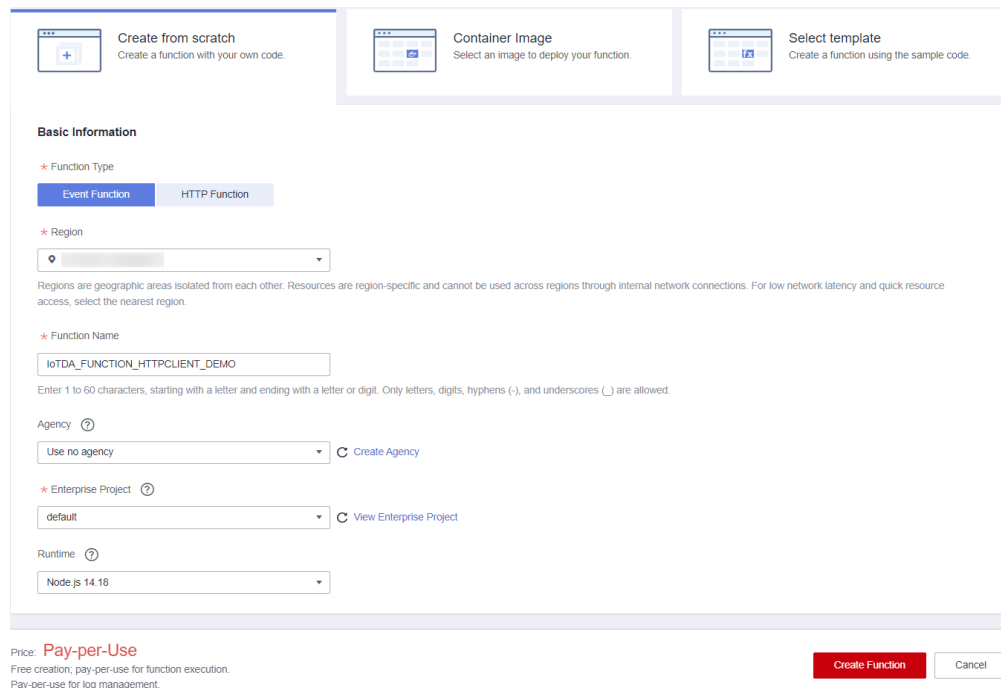 Create from scratch
Create a function with your own code.
Container Image
Select an image to deploy your function.
Select template
Create a function using the sample code.
Basic Information
* Function Type
Event Function
HTTP Function
* Region
Regions are geographic areas isolated from each other. Resources are region-specific and cannot be used across regions through internal network connections. For low network latency and quick resource
access, select the nearest region.
* Function Name
IoTDA_FUNCTION_HTTPCLIENT_DEMO
Enter 1 to 60 characters, starting with a letter and ending with a letter or digit. Only letters, digits, hyphens (-), and underscores (_) are allowed.
Agency ?
Use no agency
Create Agency
* Enterprise Project ?
default
View Enterprise Project
Runtime ?
Node.js 14.18
Price: Pay-per-Use
Free creation; pay-per-use for function execution.
Pay-per-use for log management.
Create Function
Cancel